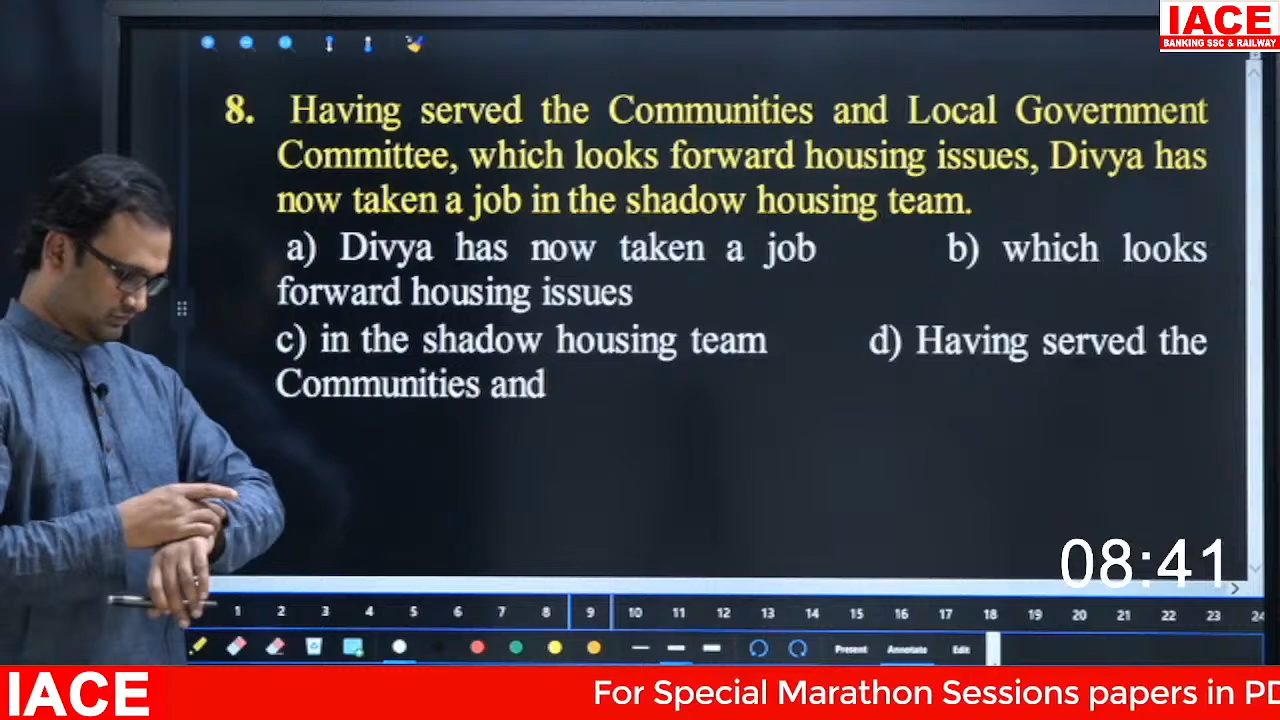 IACE
BANKING SSC & RAILWAY
8. Having served the Communities and Local Government
Committee, which looks forward housing issues, Divya has
now taken a job in the shadow housing team.
a) Divya has now taken a job b) which looks
forward housing issues
c) in the shadow housing team d) Having served the
Communities and
08:41
1 2 3 4 5 6 7 8 9 10 11 12 13 14 15 16 17 18 19 20 21 22 23 24
Present Annotate Edit
IACE For Special Marathon Sessions papers in PD